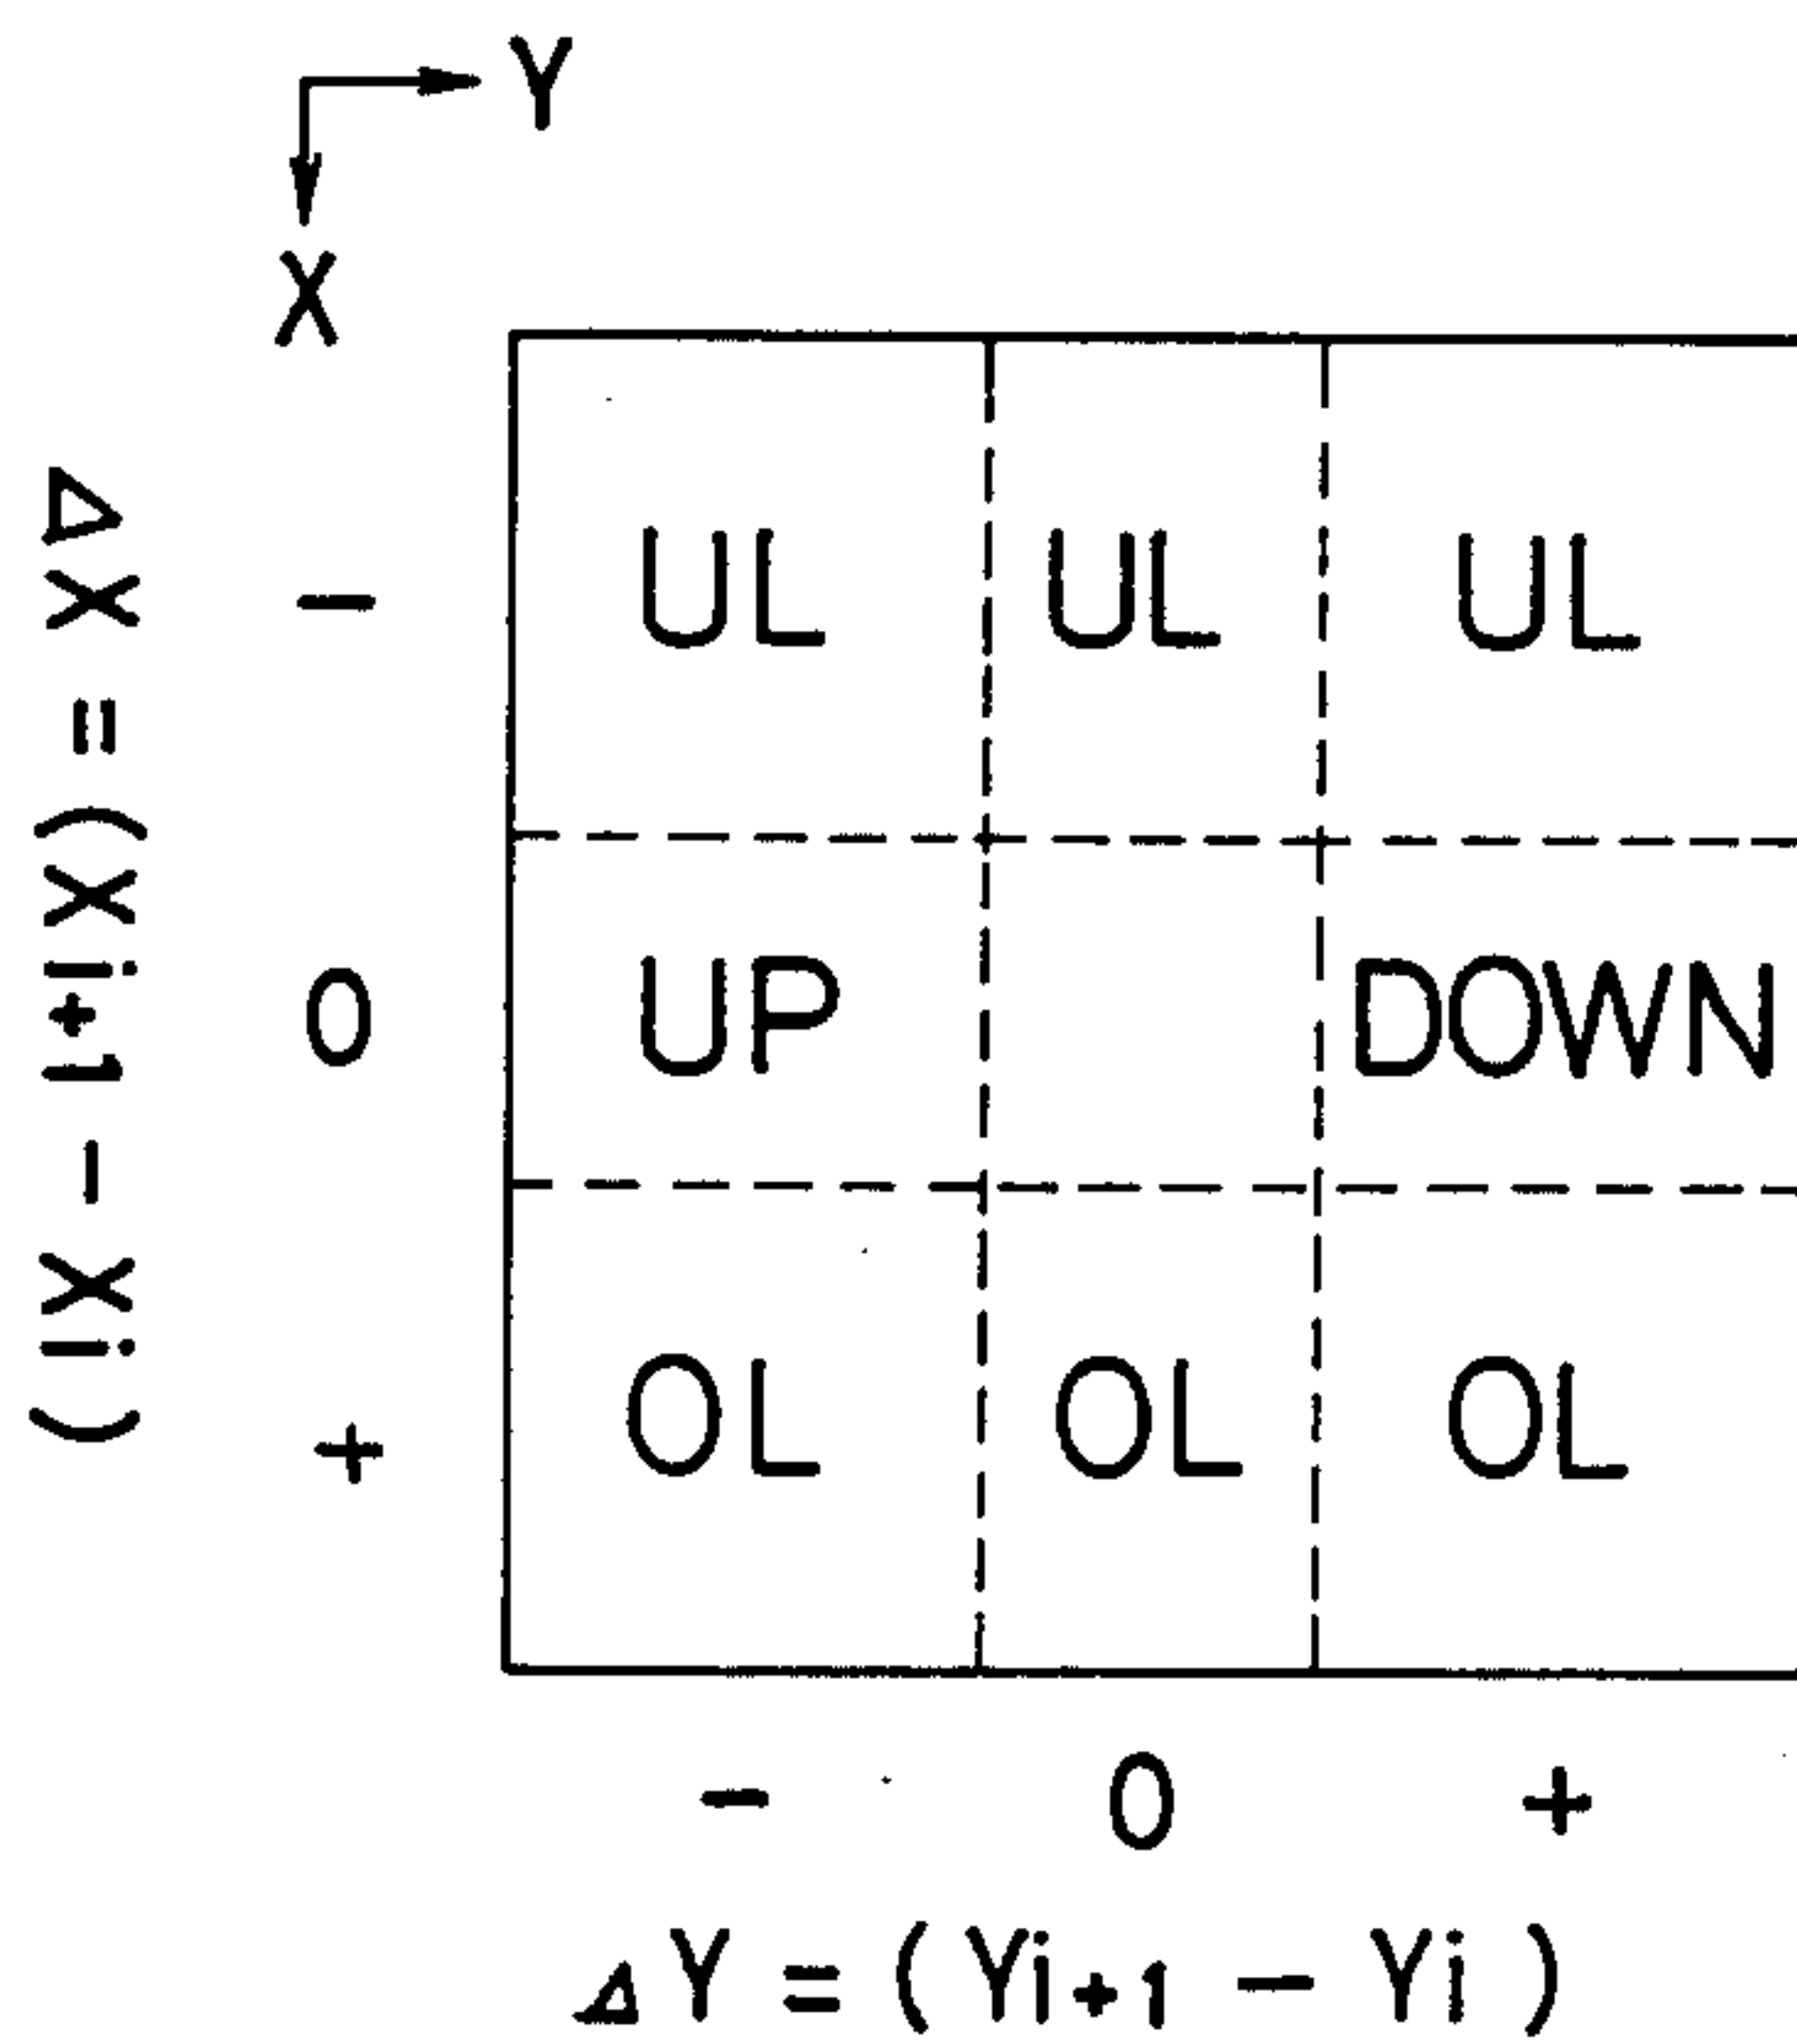 Y
X
− UL UL UL
0 UP DOWN
+ OL OL OL
− 0 +
ΔY = (Yi+1 − Yi)
ΔX = (Xi+1 − Xi)